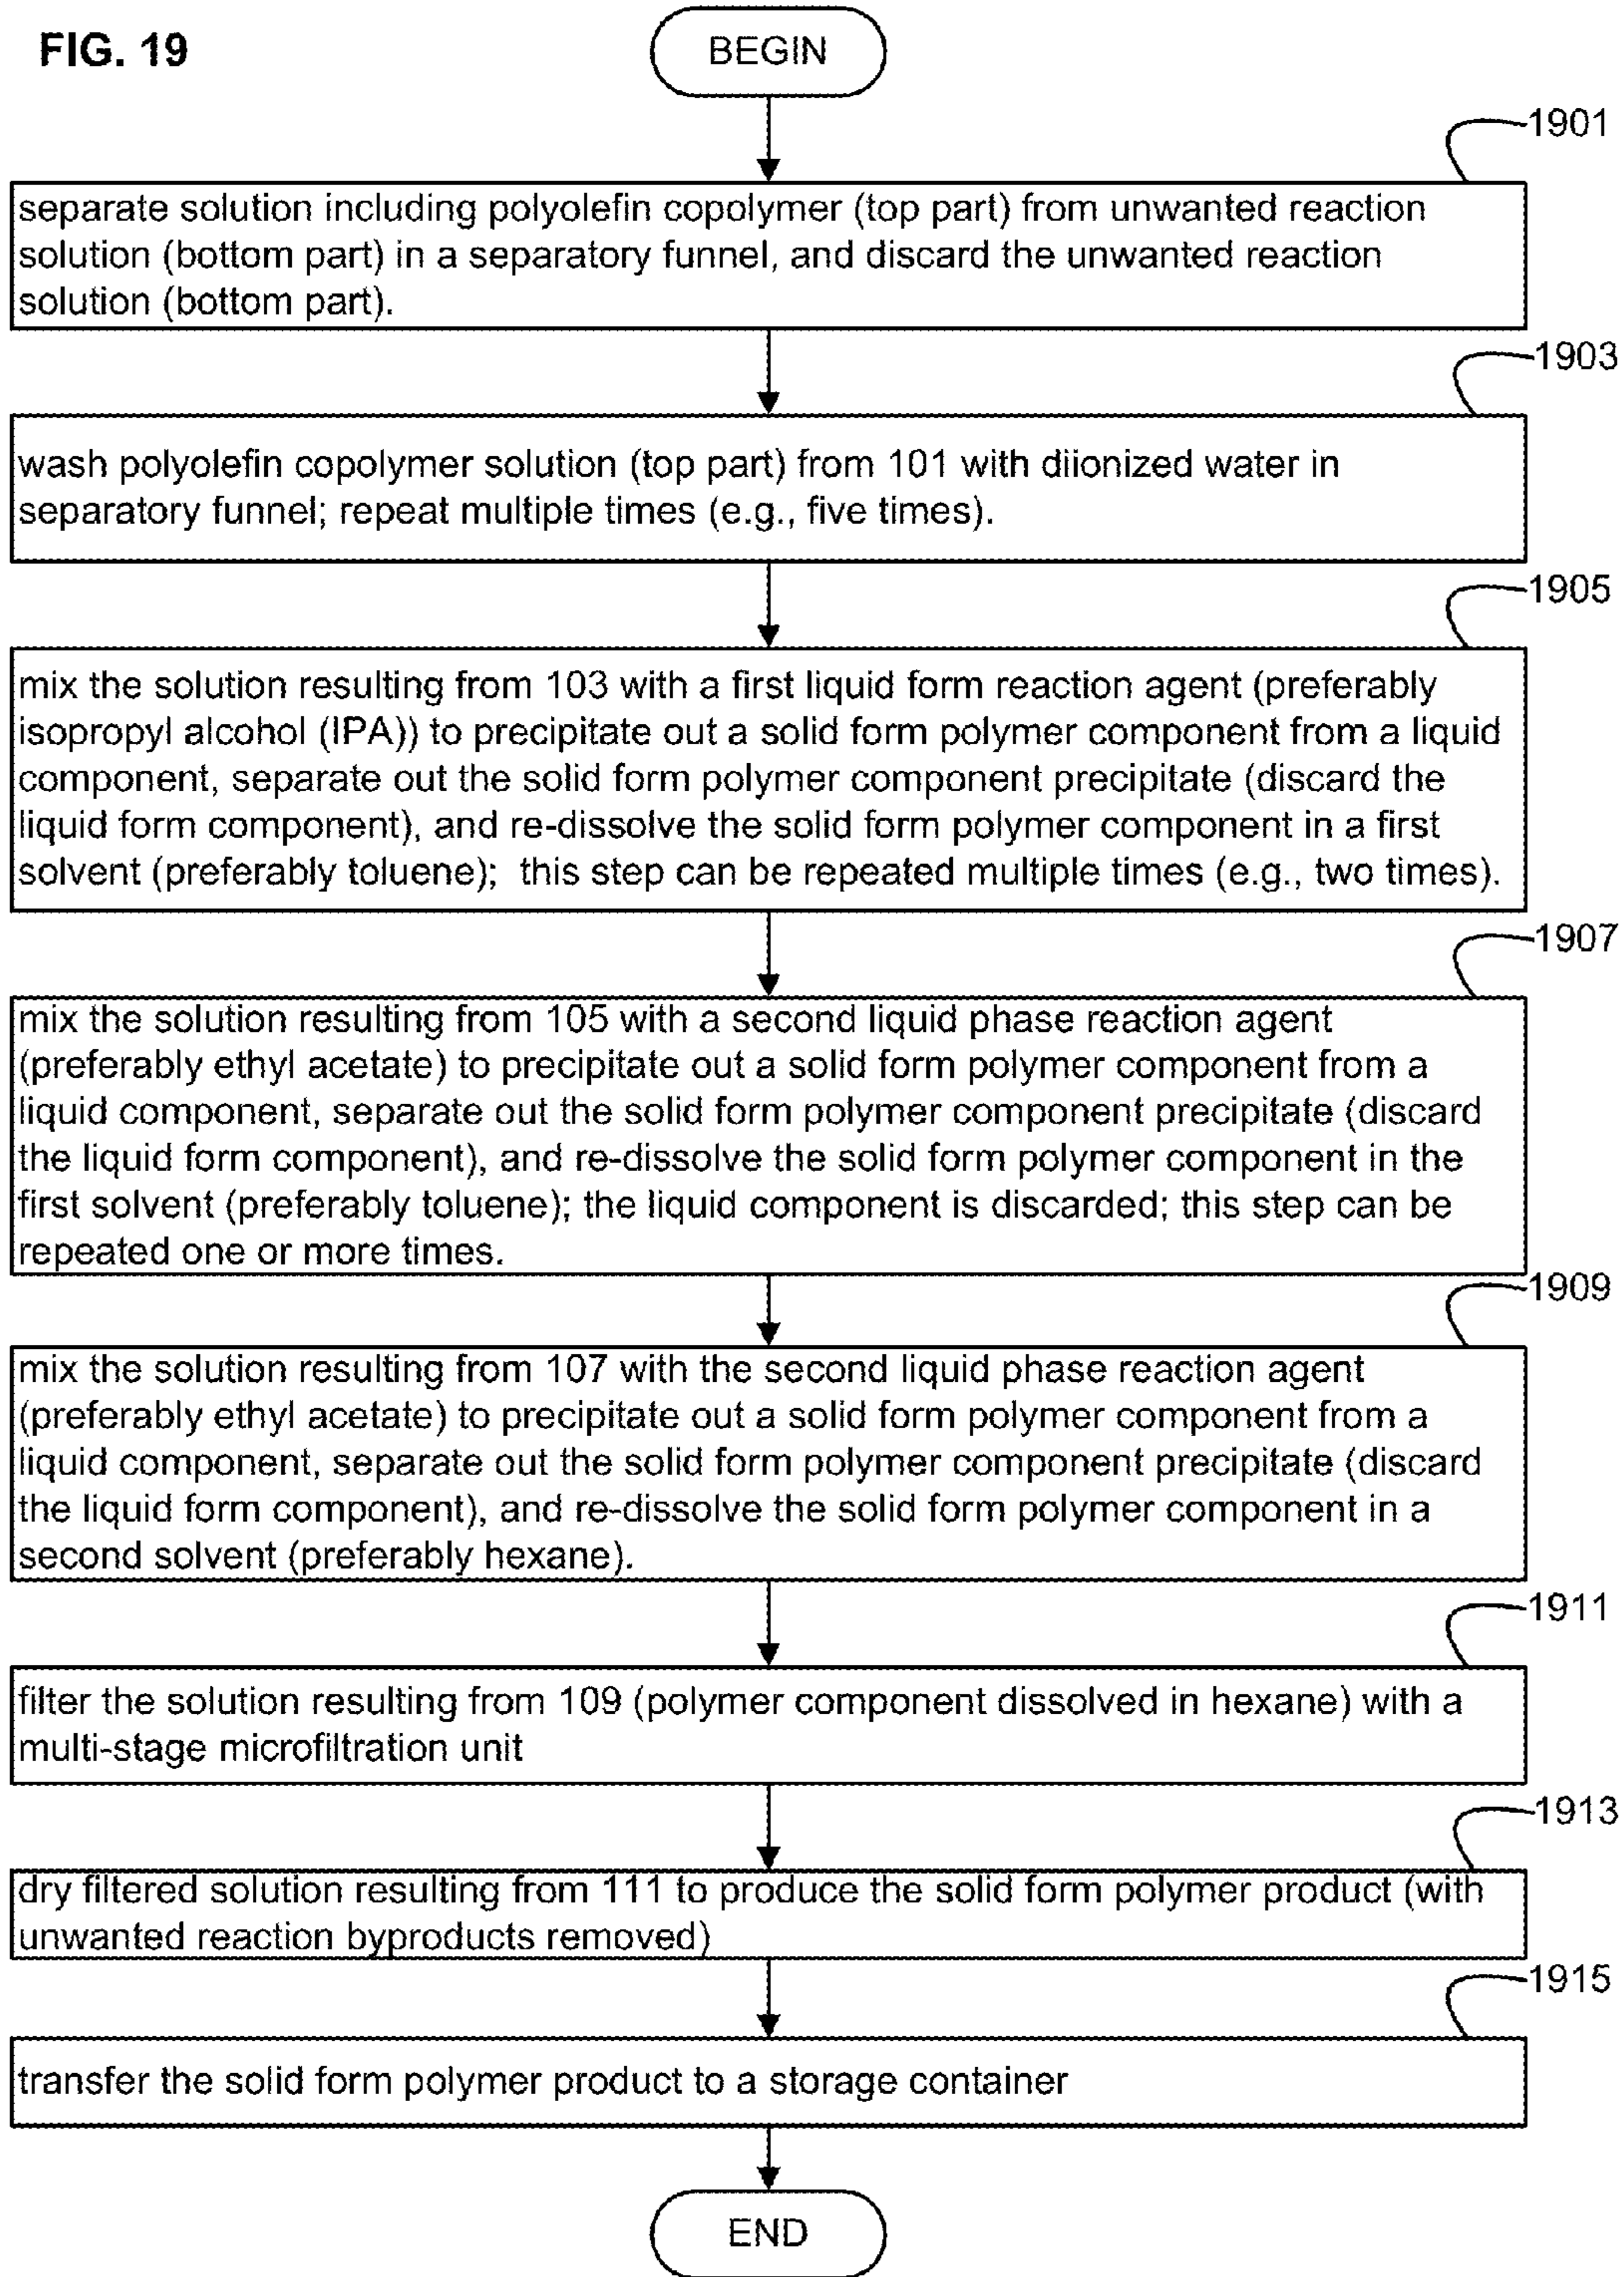 FIG. 19
BEGIN
1901
separate solution including polyolefin copolymer (top part) from unwanted reaction
solution (bottom part) in a separatory funnel, and discard the unwanted reaction
solution (bottom part).
1903
wash polyolefin copolymer solution (top part) from 101 with diionized water in
separatory funnel; repeat multiple times (e.g., five times).
1905
mix the solution resulting from 103 with a first liquid form reaction agent (preferably
isopropyl alcohol (IPA)) to precipitate out a solid form polymer component from a liquid
component, separate out the solid form polymer component precipitate (discard the
liquid form component), and re-dissolve the solid form polymer component in a first
solvent (preferably toluene); this step can be repeated multiple times (e.g., two times).
1907
mix the solution resulting from 105 with a second liquid phase reaction agent
(preferably ethyl acetate) to precipitate out a solid form polymer component from a
liquid component, separate out the solid form polymer component precipitate (discard
the liquid form component), and re-dissolve the solid form polymer component in the
first solvent (preferably toluene); the liquid component is discarded; this step can be
repeated one or more times.
1909
mix the solution resulting from 107 with the second liquid phase reaction agent
(preferably ethyl acetate) to precipitate out a solid form polymer component from a
liquid component, separate out the solid form polymer component precipitate (discard
the liquid form component), and re-dissolve the solid form polymer component in a
second solvent (preferably hexane).
1911
filter the solution resulting from 109 (polymer component dissolved in hexane) with a
multi-stage microfiltration unit
1913
dry filtered solution resulting from 111 to produce the solid form polymer product (with
unwanted reaction byproducts removed)
1915
transfer the solid form polymer product to a storage container
END